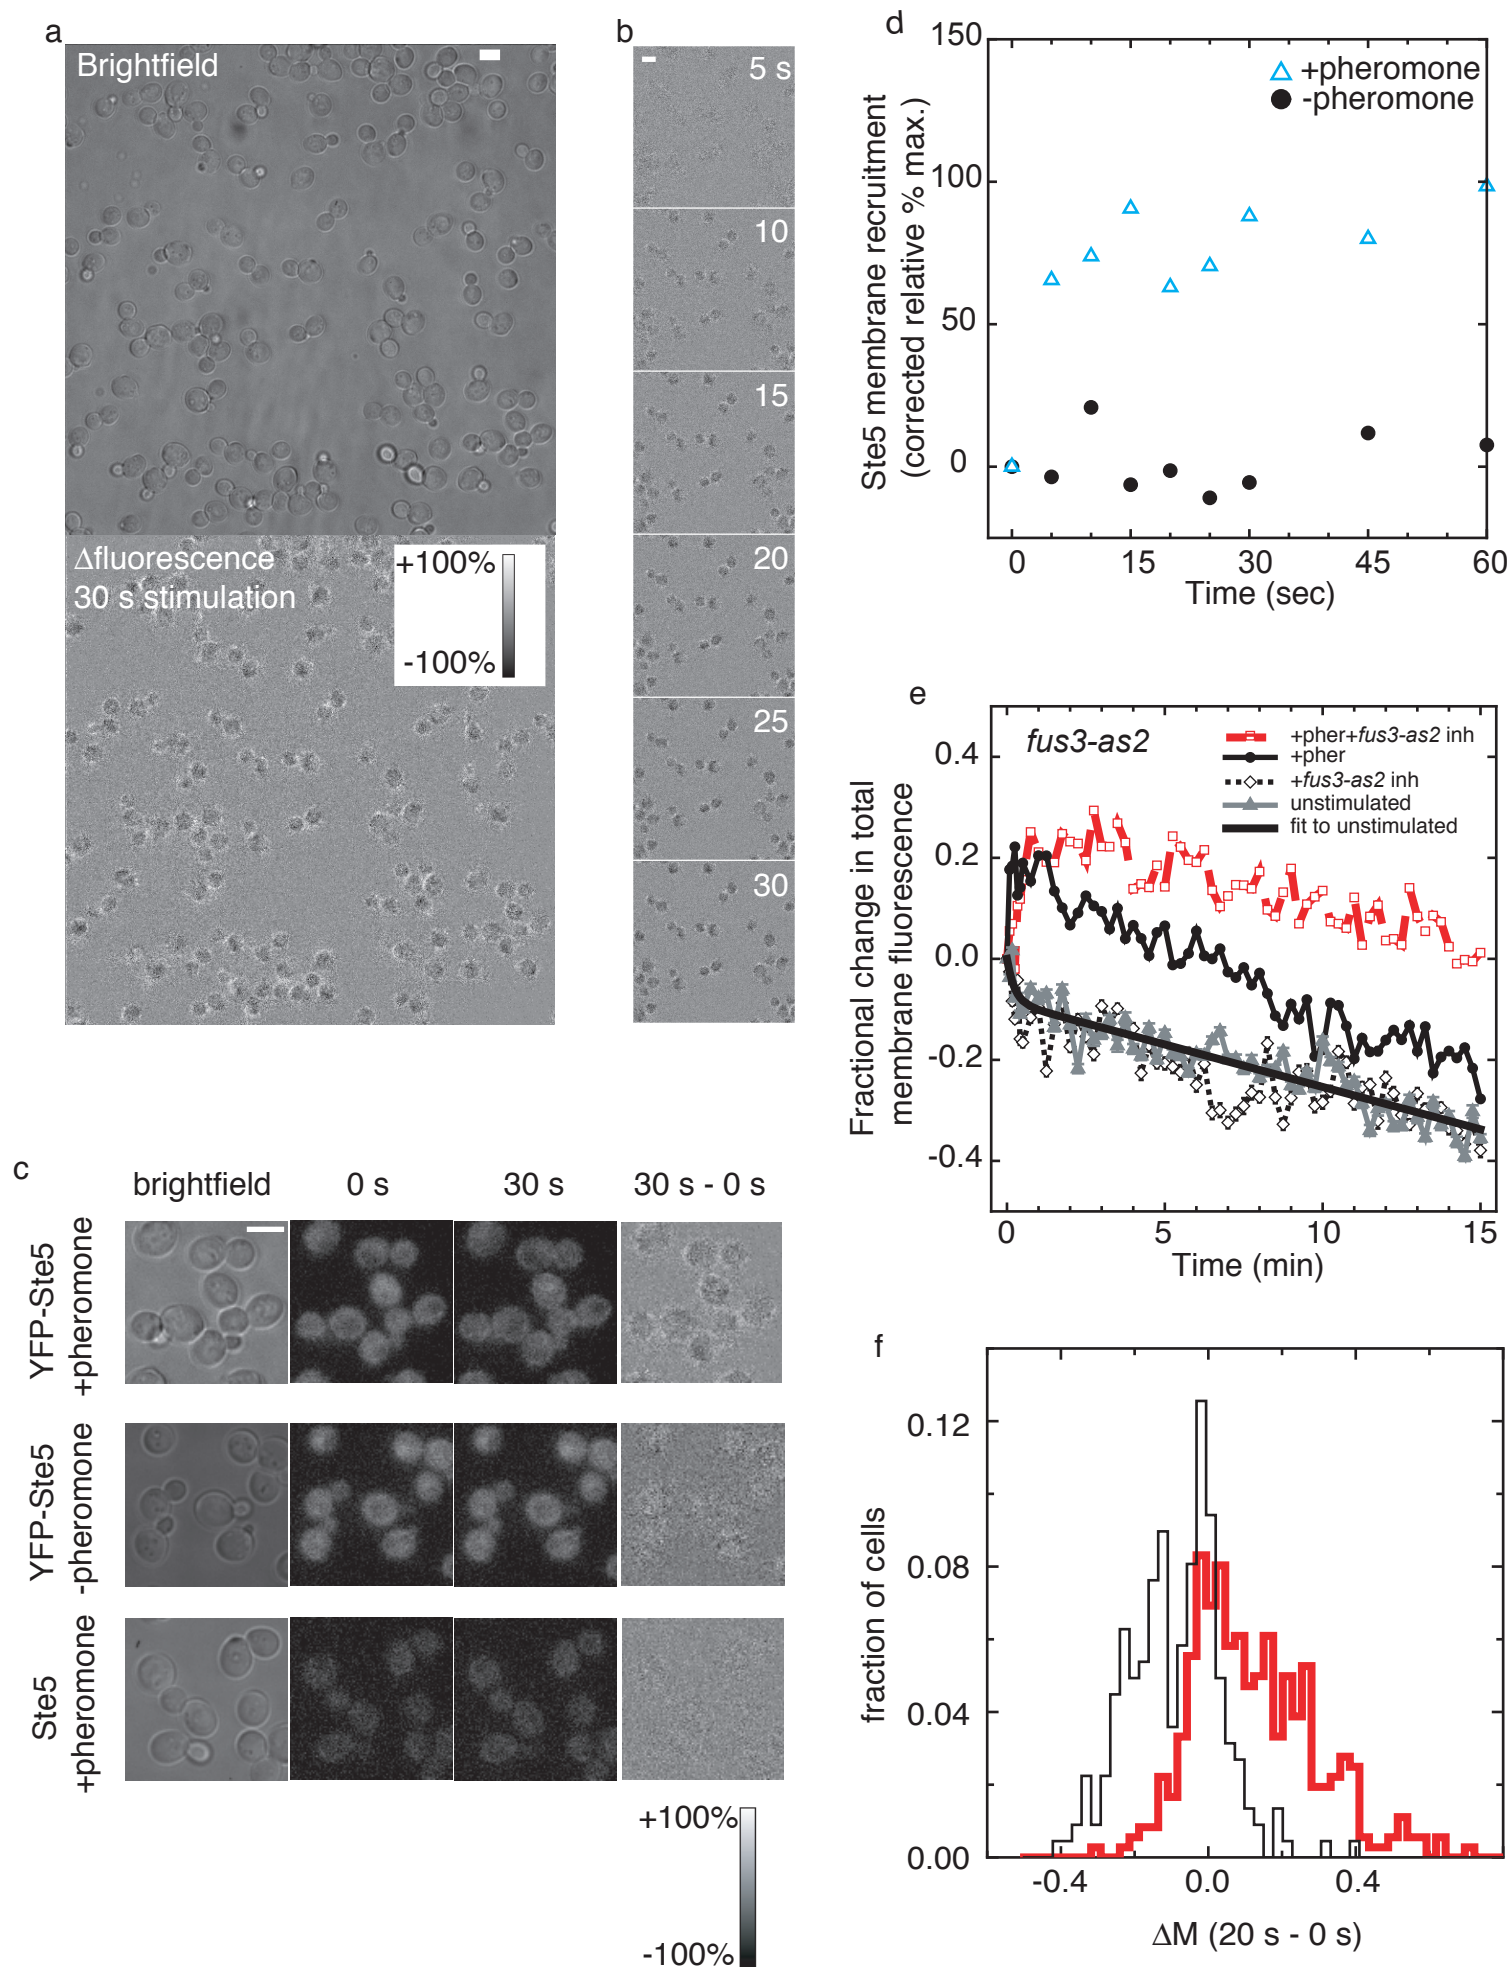 a
Brightfield
Δfluorescence
30 s stimulation
+100%
-100%
b
5 s
10
15
20
25
30
c
brightfield
0 s
30 s
30 s - 0 s
YFP-Ste5
+pheromone
YFP-Ste5
-pheromone
Ste5
+pheromone
+100%
-100%
d
150
100
50
0
Ste5 membrane recruitment
(corrected relative % max.)
+pheromone
-pheromone
0 15 30 45 60
Time (sec)
e
fus3-as2
+pher+fus3-as2 inh
+pher
+fus3-as2 inh
unstimulated
fit to unstimulated
0.4
0.2
0.0
-0.2
-0.4
Fractional change in total
membrane fluorescence
0 5 10 15
Time (min)
f
0.12
0.08
0.04
0.00
fraction of cells
-0.4 0.0 0.4
ΔM (20 s - 0 s)